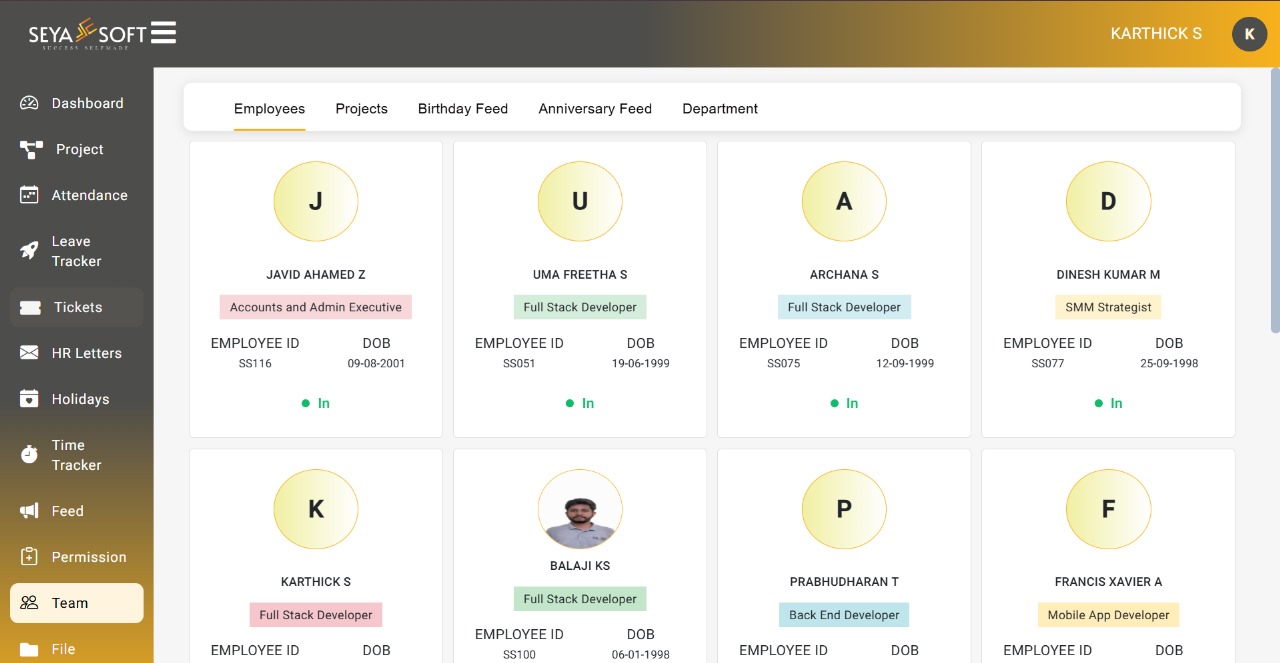 SEYA SOFT
SUCCESS SELFMADE
KARTHICK S
K
Dashboard
Project
Attendance
Leave
Tracker
Tickets
HR Letters
Holidays
Time
Tracker
Feed
Permission
Team
File
Employees Projects Birthday Feed Anniversary Feed Department
J U A D
JAVID AHAMED Z UMA FREETHA S ARCHANA S DINESH KUMAR M
Accounts and Admin Executive Full Stack Developer Full Stack Developer SMM Strategist
EMPLOYEE ID DOB EMPLOYEE ID DOB EMPLOYEE ID DOB EMPLOYEE ID DOB
SS116 09-08-2001 SS051 19-06-1999 SS075 12-09-1999 SS077 25-09-1998
In In In In
K P F
KARTHICK S BALAJI KS PRABHUDHARAN T FRANCIS XAVIER A
Full Stack Developer Full Stack Developer Back End Developer Mobile App Developer
EMPLOYEE ID DOB EMPLOYEE ID DOB EMPLOYEE ID DOB EMPLOYEE ID DOB
SS100 06-01-1998